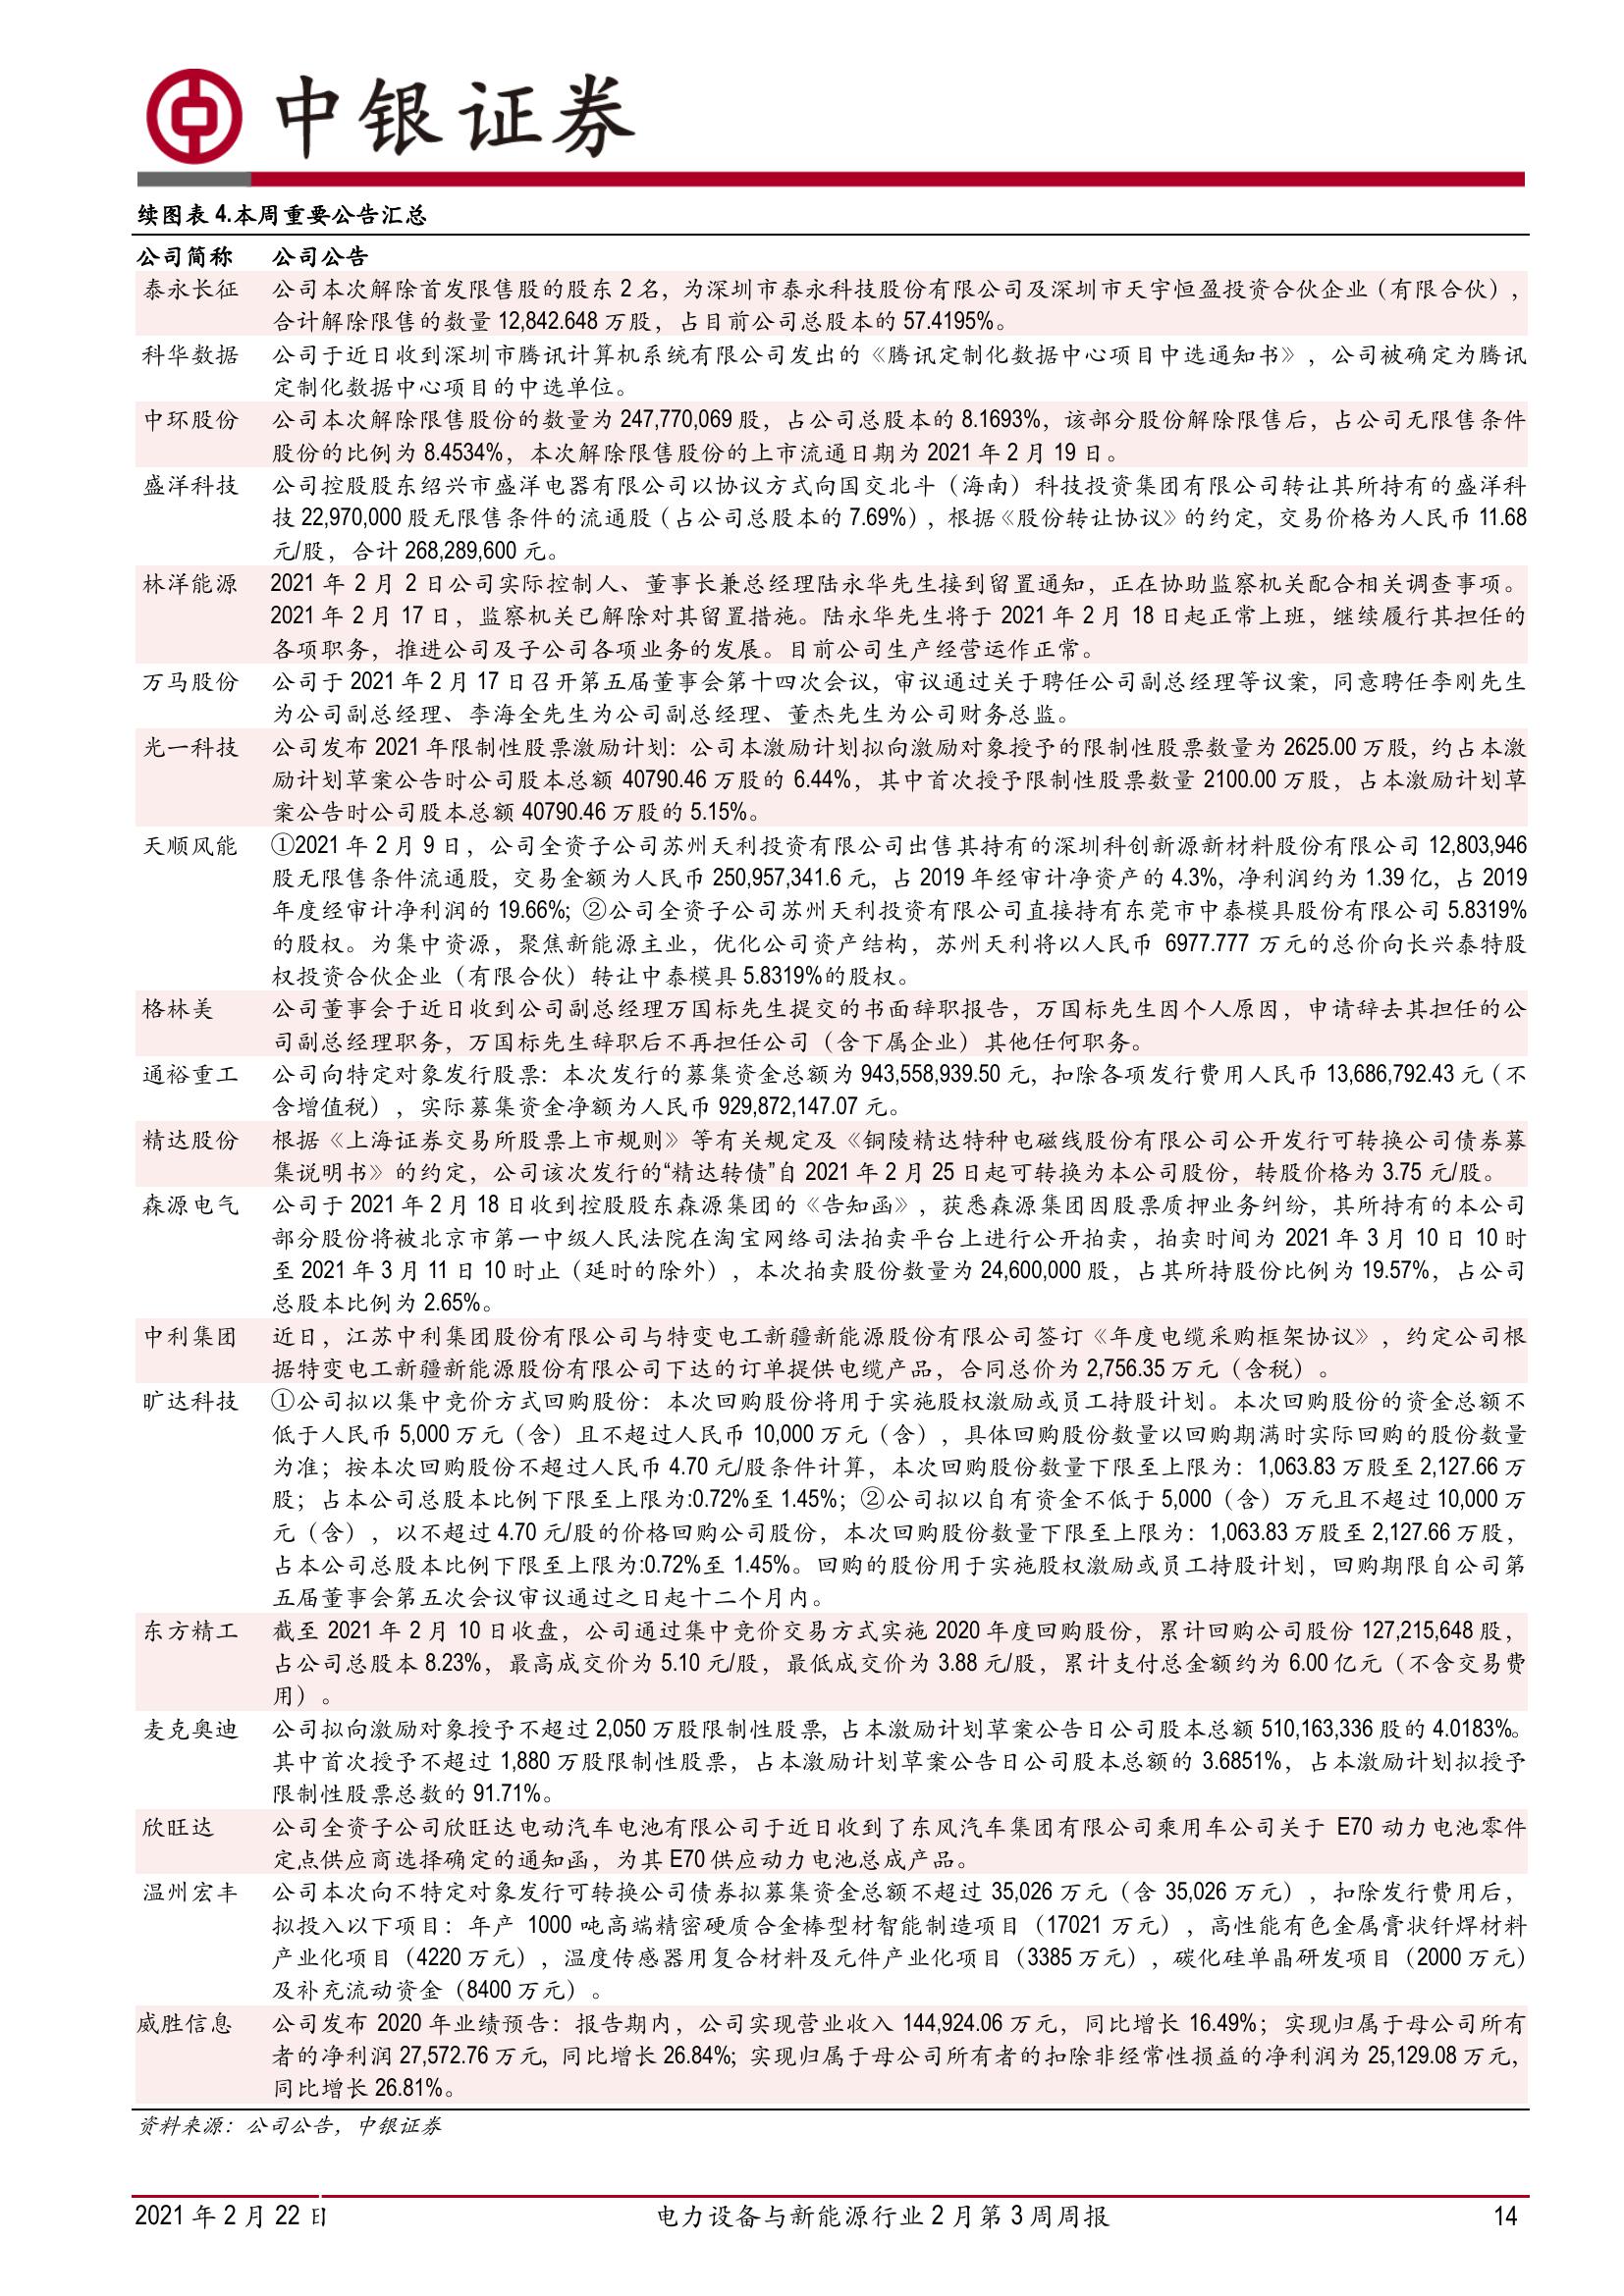 中银证券
续图表 4.本周重要公告汇总
公司简称 公司公告
泰永长征 公司本次解除首发限售股的股东 2 名，为深圳市泰永科技股份有限公司及深圳市天宇恒盈投资合伙企业（有限合伙），
合计解除限售的数量 12,842.648 万股，占目前公司总股本的 57.4195%。
科华数据 公司于近日收到深圳市腾讯计算机系统有限公司发出的《腾讯定制化数据中心项目中选通知书》，公司被确定为腾讯
定制化数据中心项目的中选单位。
中环股份 公司本次解除限售股份的数量为 247,770,069 股，占公司总股本的 8.1693%，该部分股份解除限售后，占公司无限售条件
股份的比例为 8.4534%，本次解除限售股份的上市流通日期为 2021 年 2 月 19 日。
盛洋科技 公司控股股东绍兴市盛洋电器有限公司以协议方式向国交北斗（海南）科技投资集团有限公司转让其所持有的盛洋科
技 22,970,000 股无限售条件的流通股（占公司总股本的 7.69%），根据《股份转让协议》的约定，交易价格为人民币 11.68
元/股，合计 268,289,600 元。
林洋能源 2021 年 2 月 2 日公司实际控制人、董事长兼总经理陆永华先生接到留置通知，正在协助监察机关配合相关调查事项。
2021 年 2 月 17 日，监察机关已解除对其留置措施。陆永华先生将于 2021 年 2 月 18 日起正常上班，继续履行其担任的
各项职务，推进公司及子公司各项业务的发展。目前公司生产经营运作正常。
万马股份 公司于 2021 年 2 月 17 日召开第五届董事会第十四次会议，审议通过关于聘任公司副总经理等议案，同意聘任李刚先生
为公司副总经理、李海全先生为公司副总经理、董杰先生为公司财务总监。
光一科技 公司发布 2021 年限制性股票激励计划：公司本激励计划拟向激励对象授予的限制性股票数量为 2625.00 万股，约占本激
励计划草案公告时公司股本总额 40790.46 万股的 6.44%，其中首次授予限制性股票数量 2100.00 万股，占本激励计划草
案公告时公司股本总额 40790.46 万股的 5.15%。
天顺风能 ①2021 年 2 月 9 日，公司全资子公司苏州天利投资有限公司出售其持有的深圳科创新源新材料股份有限公司 12,803,946
股无限售条件流通股，交易金额为人民币 250,957,341.6 元，占 2019 年经审计净资产的 4.3%，净利润约为 1.39 亿，占 2019
年度经审计净利润的 19.66%；②公司全资子公司苏州天利投资有限公司直接持有东莞市中泰模具股份有限公司 5.8319%
的股权。为集中资源，聚焦新能源主业，优化公司资产结构，苏州天利将以人民币 6977.777 万元的总价向长兴泰特股
权投资合伙企业（有限合伙）转让中泰模具 5.8319%的股权。
格林美 公司董事会于近日收到公司副总经理万国标先生提交的书面辞职报告，万国标先生因个人原因，申请辞去其担任的公
司副总经理职务，万国标先生辞职后不再担任公司（含下属企业）其他任何职务。
通裕重工 公司向特定对象发行股票：本次发行的募集资金总额为 943,558,939.50 元，扣除各项发行费用人民币 13,686,792.43 元（不
含增值税），实际募集资金净额为人民币 929,872,147.07 元。
精达股份 根据《上海证券交易所股票上市规则》等有关规定及《铜陵精达特种电磁线股份有限公司公开发行可转换公司债券募
集说明书》的约定，公司该次发行的“精达转债”自 2021 年 2 月 25 日起可转换为本公司股份，转股价格为 3.75 元/股。
森源电气 公司于 2021 年 2 月 18 日收到控股股东森源集团的《告知函》，获悉森源集团因股票质押业务纠纷，其所持有的本公司
部分股份将被北京市第一中级人民法院在淘宝网络司法拍卖平台上进行公开拍卖，拍卖时间为 2021 年 3 月 10 日 10 时
至 2021 年 3 月 11 日 10 时止（延时的除外），本次拍卖股份数量为 24,600,000 股，占其所持股份比例为 19.57%，占公司
总股本比例为 2.65%。
中利集团 近日，江苏中利集团股份有限公司与特变电工新疆新能源股份有限公司签订《年度电缆采购框架协议》，约定公司根
据特变电工新疆新能源股份有限公司下达的订单提供电缆产品，合同总价为 2,756.35 万元（含税）。
旷达科技 ①公司拟以集中竞价方式回购股份：本次回购股份将用于实施股权激励或员工持股计划。本次回购股份的资金总额不
低于人民币 5,000 万元（含）且不超过人民币 10,000 万元（含），具体回购股份数量以回购期满时实际回购的股份数量
为准；按本次回购股份不超过人民币 4.70 元/股条件计算，本次回购股份数量下限至上限为：1,063.83 万股至 2,127.66 万
股；占本公司总股本比例下限至上限为:0.72%至 1.45%；②公司拟以自有资金不低于 5,000（含）万元且不超过 10,000 万
元（含），以不超过 4.70 元/股的价格回购公司股份，本次回购股份数量下限至上限为：1,063.83 万股至 2,127.66 万股，
占本公司总股本比例下限至上限为:0.72%至 1.45%。回购的股份用于实施股权激励或员工持股计划，回购期限自公司第
五届董事会第五次会议审议通过之日起十二个月内。
东方精工 截至 2021 年 2 月 10 日收盘，公司通过集中竞价交易方式实施 2020 年度回购股份，累计回购公司股份 127,215,648 股，
占公司总股本 8.23%，最高成交价为 5.10 元/股，最低成交价为 3.88 元/股，累计支付总金额约为 6.00 亿元（不含交易费
用）。
麦克奥迪 公司拟向激励对象授予不超过 2,050 万股限制性股票，占本激励计划草案公告日公司股本总额 510,163,336 股的 4.0183%。
其中首次授予不超过 1,880 万股限制性股票，占本激励计划草案公告日公司股本总额的 3.6851%，占本激励计划拟授予
限制性股票总数的 91.71%。
欣旺达 公司全资子公司欣旺达电动汽车电池有限公司于近日收到了东风汽车集团有限公司乘用车公司关于 E70 动力电池零件
定点供应商选择确定的通知函，为其 E70 供应动力电池总成产品。
温州宏丰 公司本次向不特定对象发行可转换公司债券拟募集资金总额不超过 35,026 万元（含 35,026 万元），扣除发行费用后，
拟投入以下项目：年产 1000 吨高端精密硬质合金棒型材智能制造项目（17021 万元），高性能有色金属膏状钎焊材料
产业化项目（4220 万元），温度传感器用复合材料及元件产业化项目（3385 万元），碳化硅单晶研发项目（2000 万元）
及补充流动资金（8400 万元）。
威胜信息 公司发布 2020 年业绩预告：报告期内，公司实现营业收入 144,924.06 万元，同比增长 16.49%；实现归属于母公司所有
者的净利润 27,572.76 万元，同比增长 26.84%；实现归属于母公司所有者的扣除非经常性损益的净利润为 25,129.08 万元，
同比增长 26.81%。
资料来源：公司公告，中银证券
2021 年 2 月 22 日 电力设备与新能源行业 2 月第 3 周周报 14